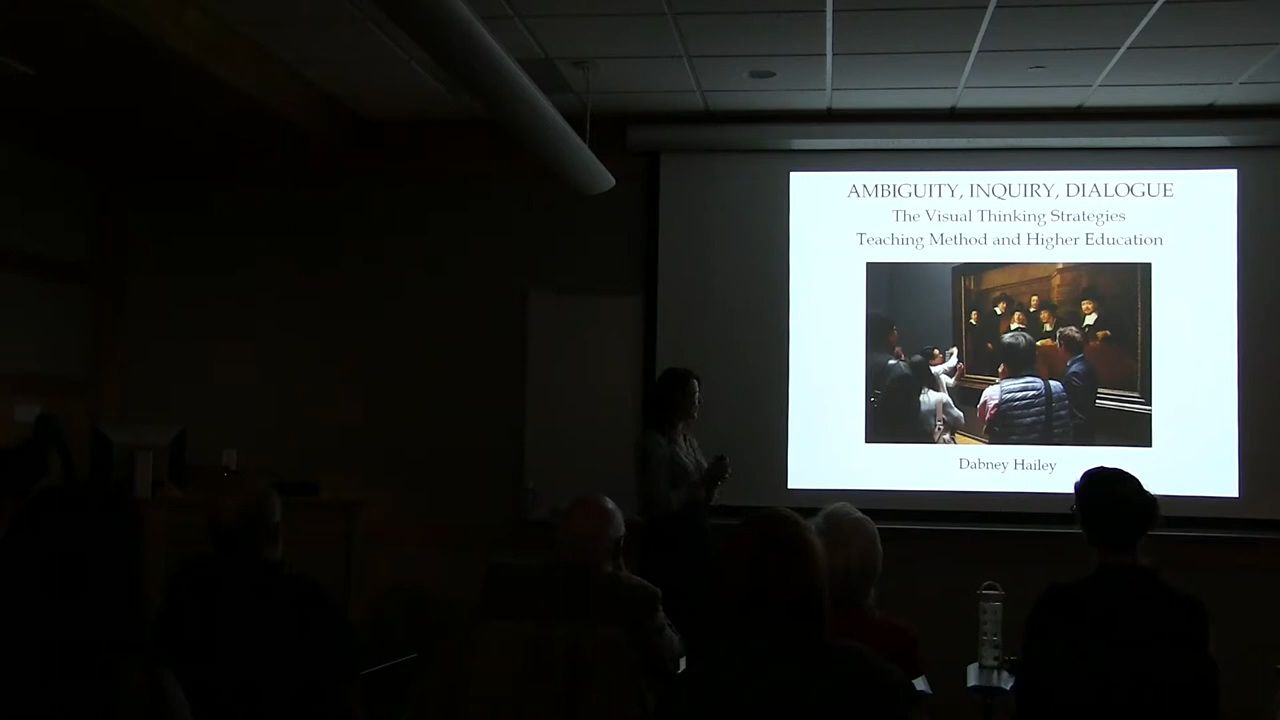 AMBIGUITY, INQUIRY, DIALOGUE
The Visual Thinking Strategies
Teaching Method and Higher Education
Dabney Hailey